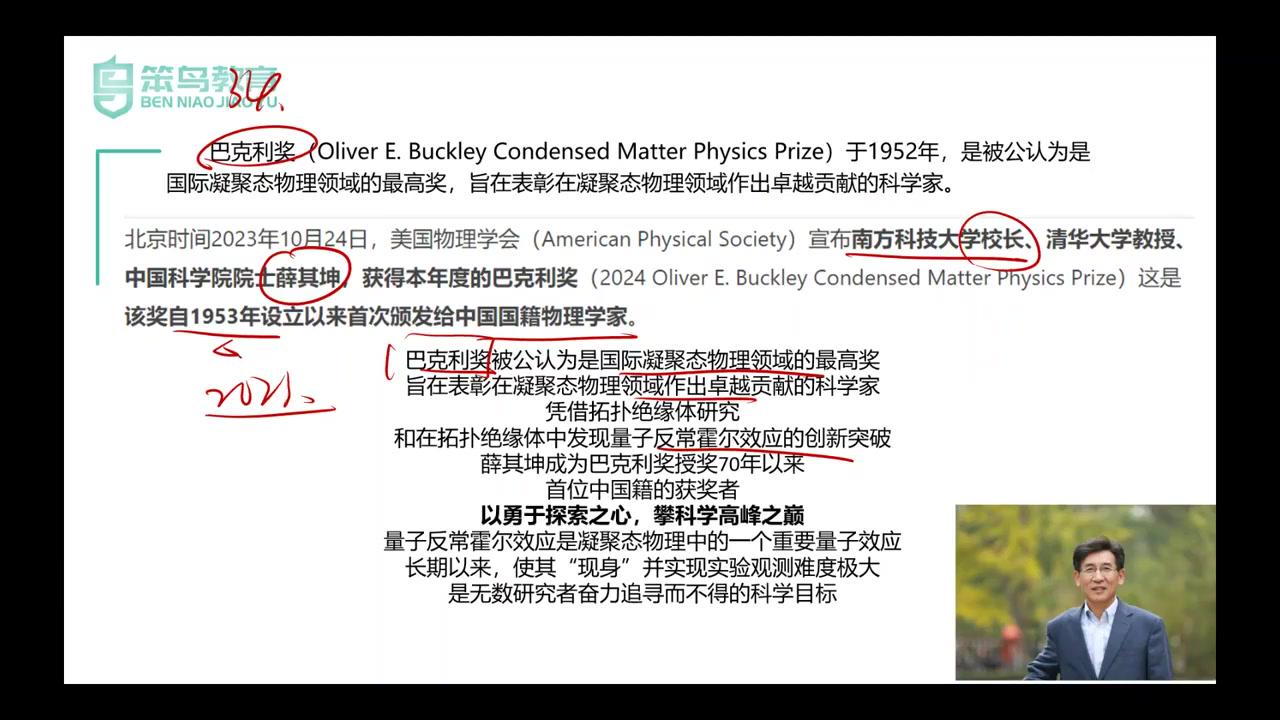 笨鸟教育
BEN NIAO JIAO YU
巴克利奖（Oliver E. Buckley Condensed Matter Physics Prize）于1952年，是被公认为是
国际凝聚态物理领域的最高奖，旨在表彰在凝聚态物理领域作出卓越贡献的科学家。
北京时间2023年10月24日，美国物理学会（American Physical Society）宣布南方科技大学校长、清华大学教授、
中国科学院院士薛其坤，获得本年度的巴克利奖（2024 Oliver E. Buckley Condensed Matter Physics Prize）这是
该奖自1953年设立以来首次颁发给中国国籍物理学家。
巴克利奖被公认为是国际凝聚态物理领域的最高奖
旨在表彰在凝聚态物理领域作出卓越贡献的科学家
凭借拓扑绝缘体研究
和在拓扑绝缘体中发现量子反常霍尔效应的创新突破
薛其坤成为巴克利奖授奖70年以来
首位中国籍的获奖者
以勇于探索之心，攀科学高峰之巅
量子反常霍尔效应是凝聚态物理中的一个重要量子效应
长期以来，使其“现身”并实现实验观测难度极大
是无数研究者奋力追寻而不得的科学目标